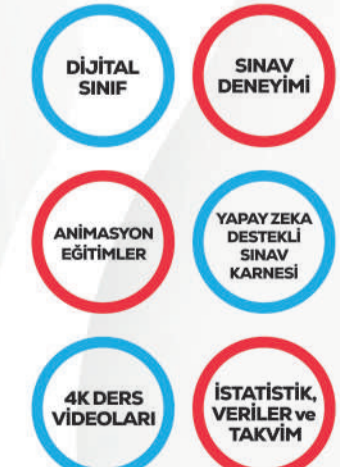 DİJİTAL
SINIF
SINAV
DENEYİMİ
ANİMASYON
EĞİTİMLER
YAPAY ZEKA
DESTEKLİ
SINAV
KARNESİ
4K DERS
VİDEOLARI
İSTATİSTİK,
VERİLER ve
TAKVİM